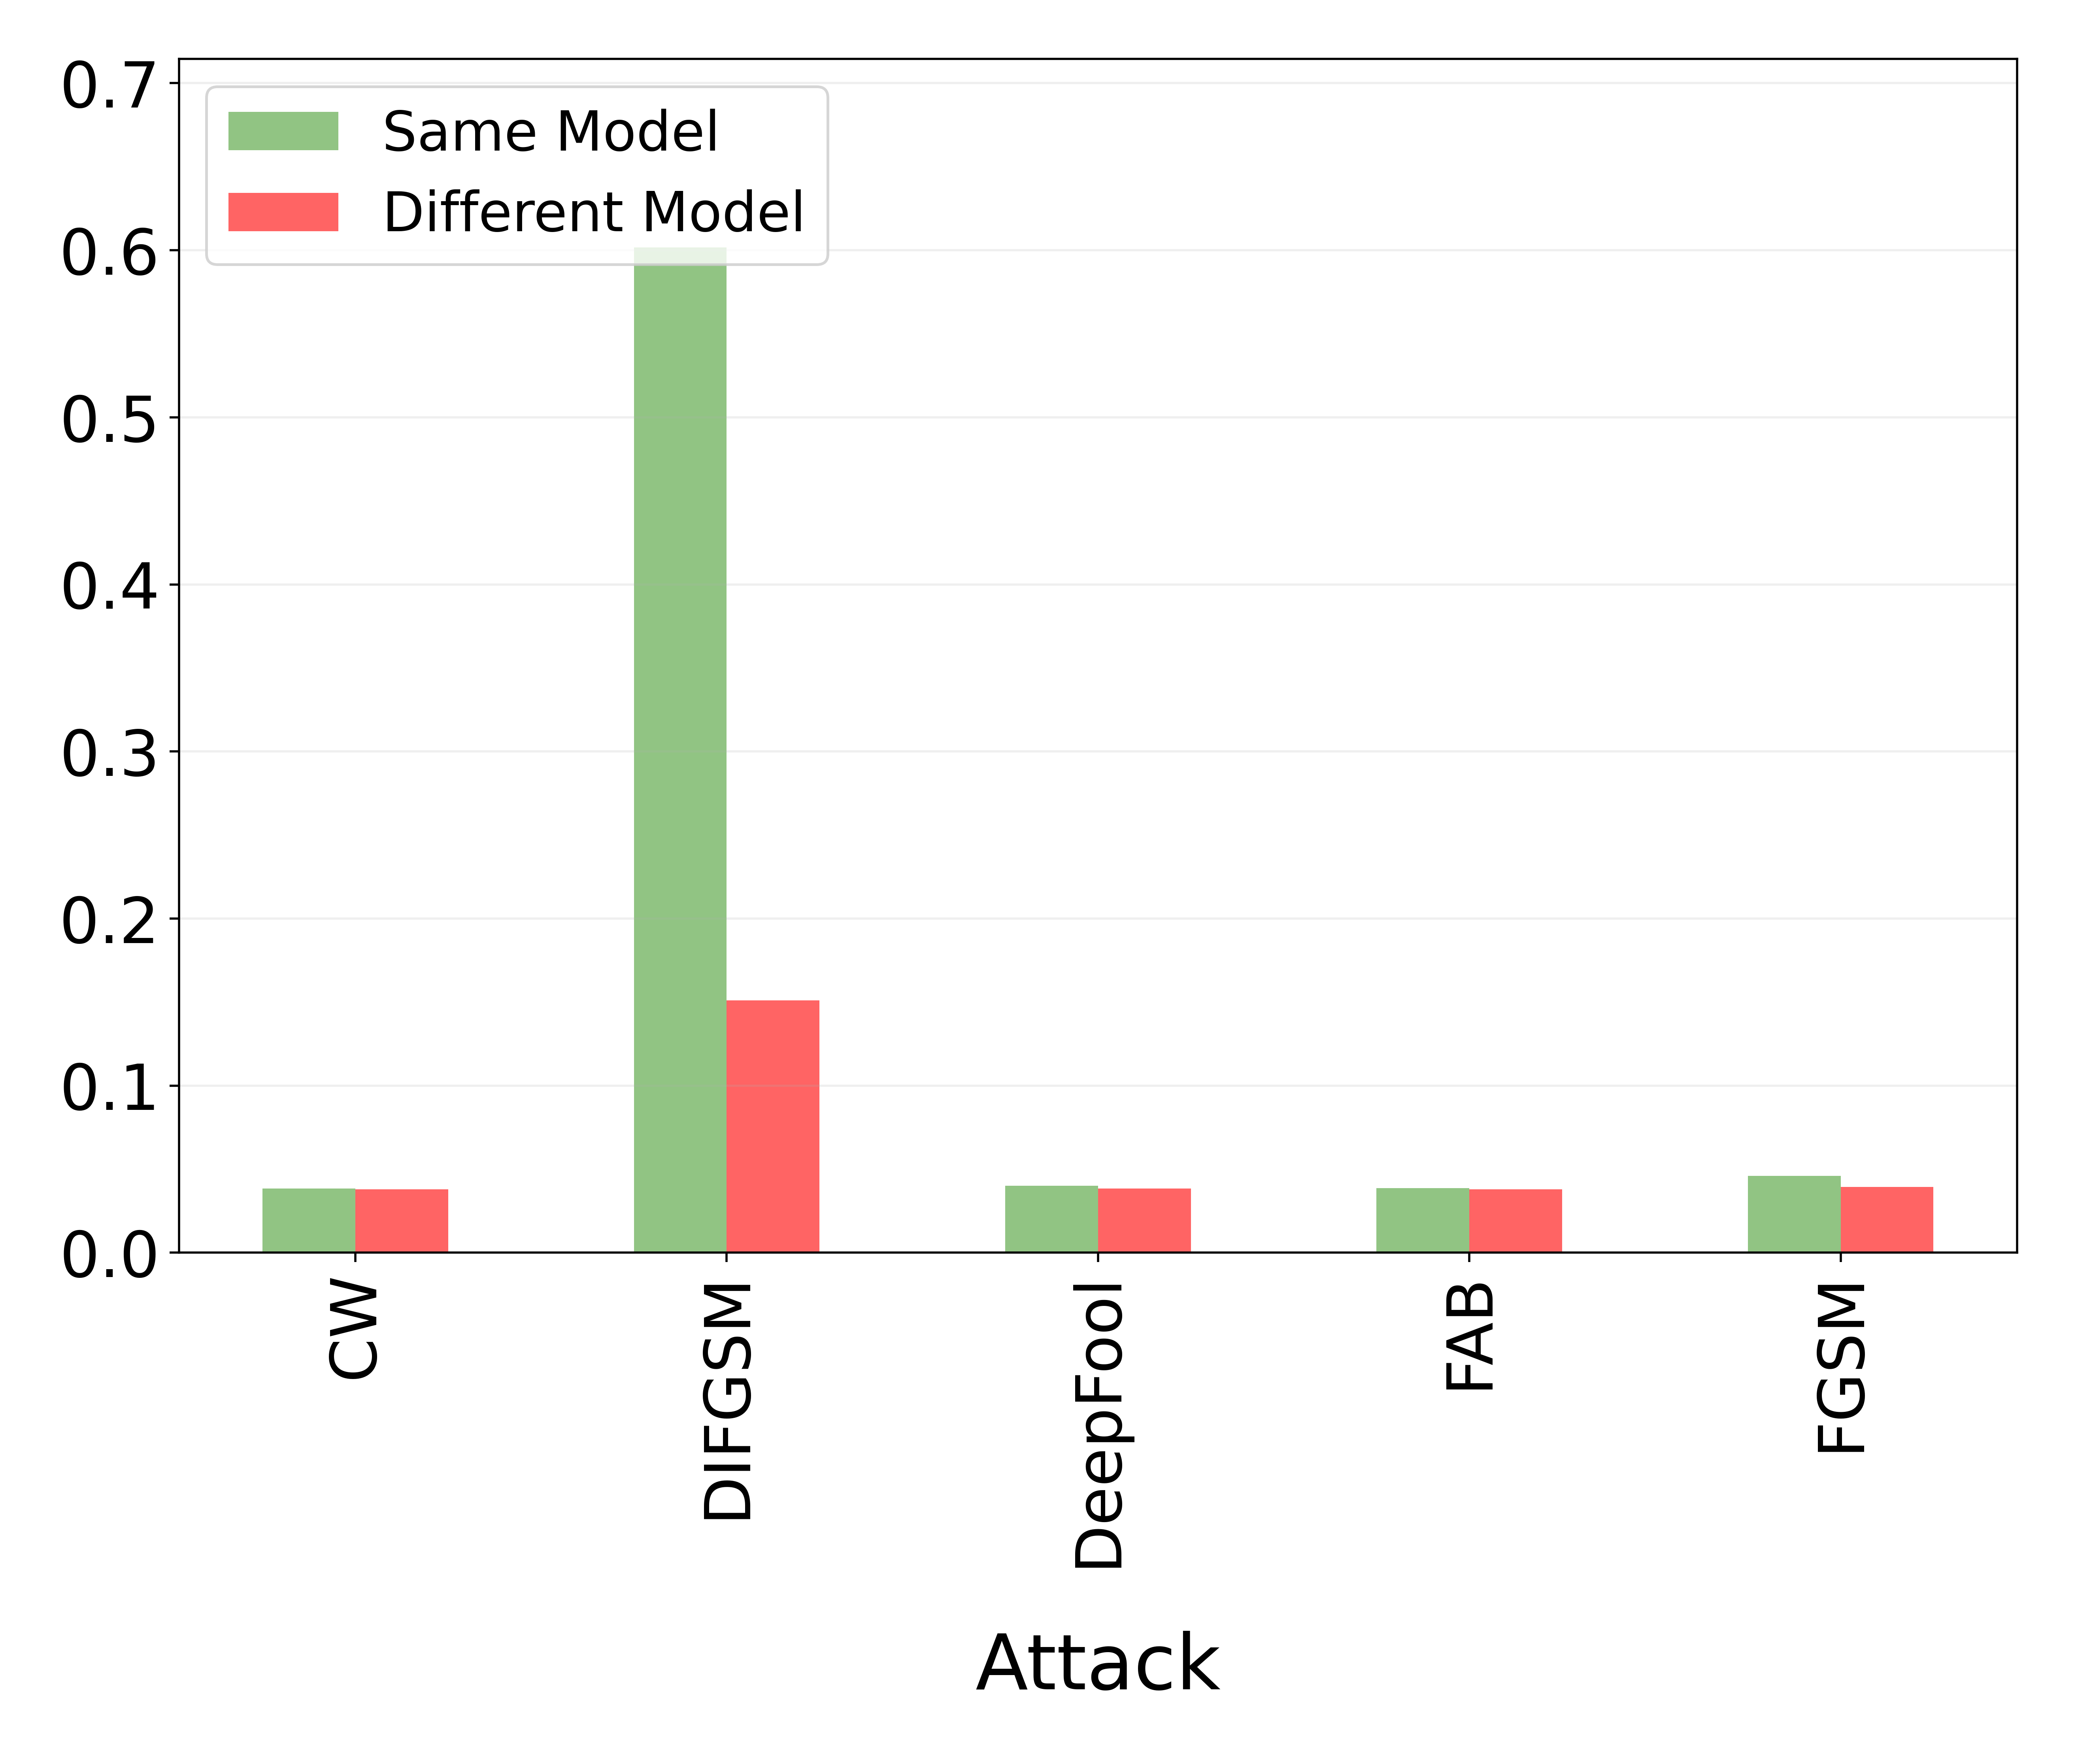 0.7
0.6
0.5
0.4
0.3
0.2
0.1
0.0
Same Model
Different Model
CW
DIFGSM
DeepFool
FAB
FGSM
Attack